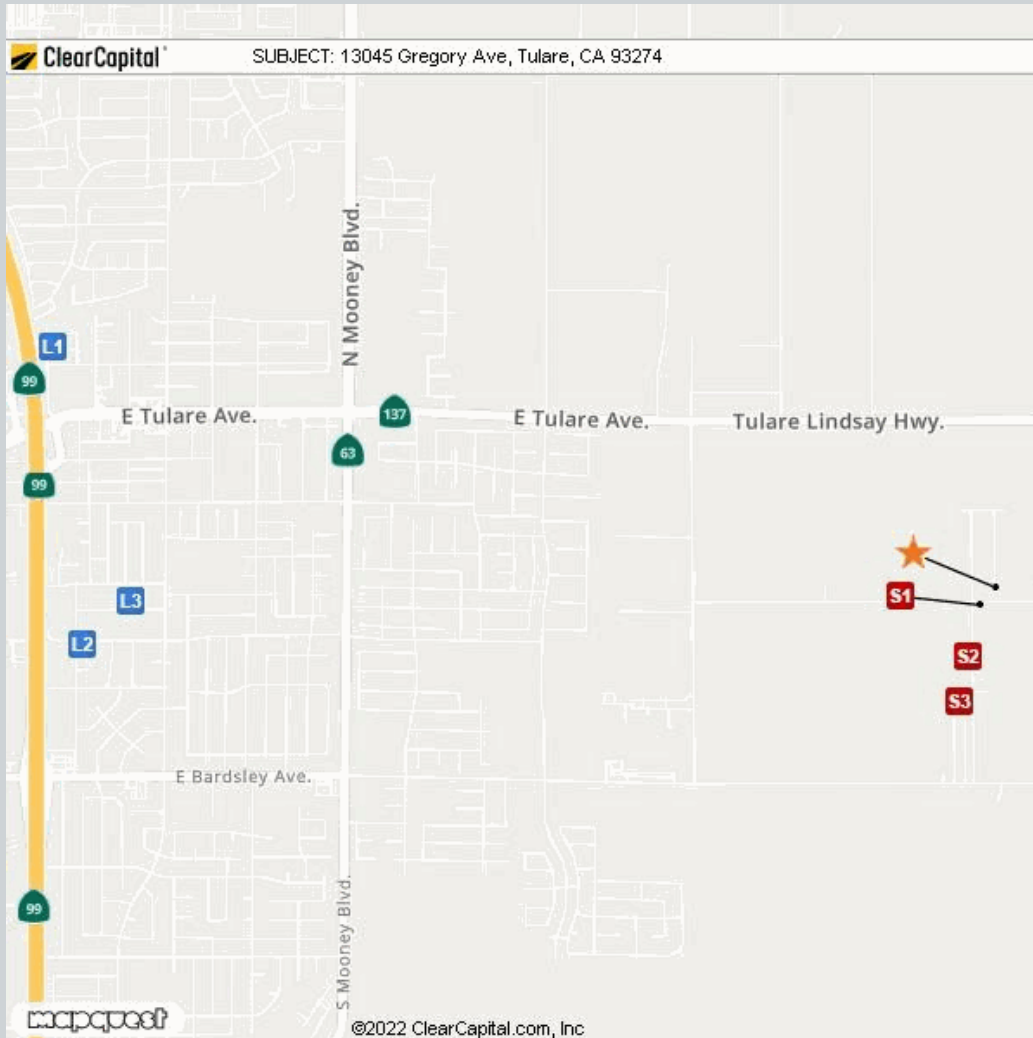 ClearCapital
SUBJECT: 13045 Gregory Ave, Tulare, CA 93274
N Mooney Blvd.
L1
99
E Tulare Ave.
137
E Tulare Ave.
Tulare Lindsay Hwy.
63
99
S1
L3
L2
S2
S3
E Bardsley Ave.
99
S Mooney Blvd.
mapquest
©2022 ClearCapital.com, Inc